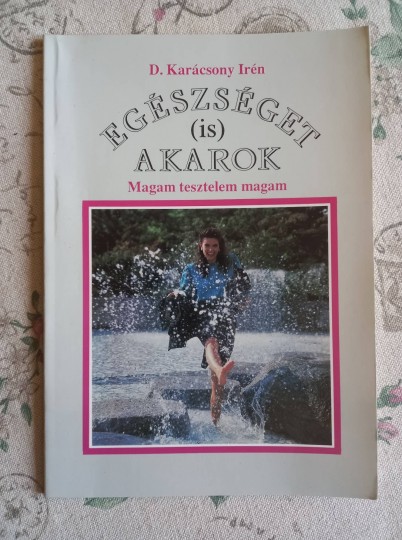 D. Karácsony Irén
EGÉSZSÉGET
(is)
AKAROK
Magam tesztelem magam